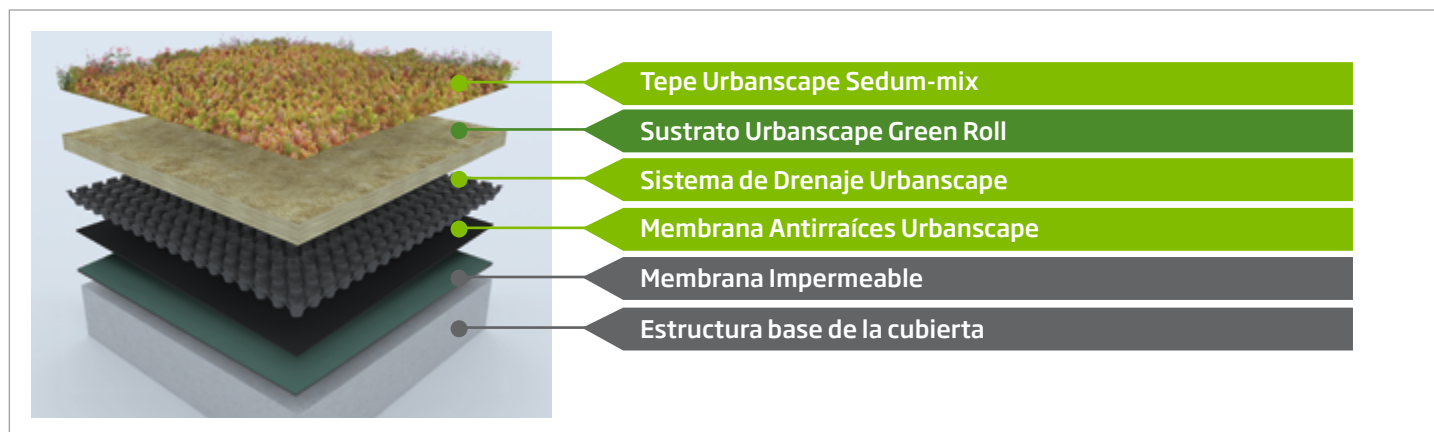 Tepe Urbanscape Sedum-mix
Sustrato Urbanscape Green Roll
Sistema de Drenaje Urbanscape
Membrana Antirraíces Urbanscape
Membrana Impermeable
Estructura base de la cubierta